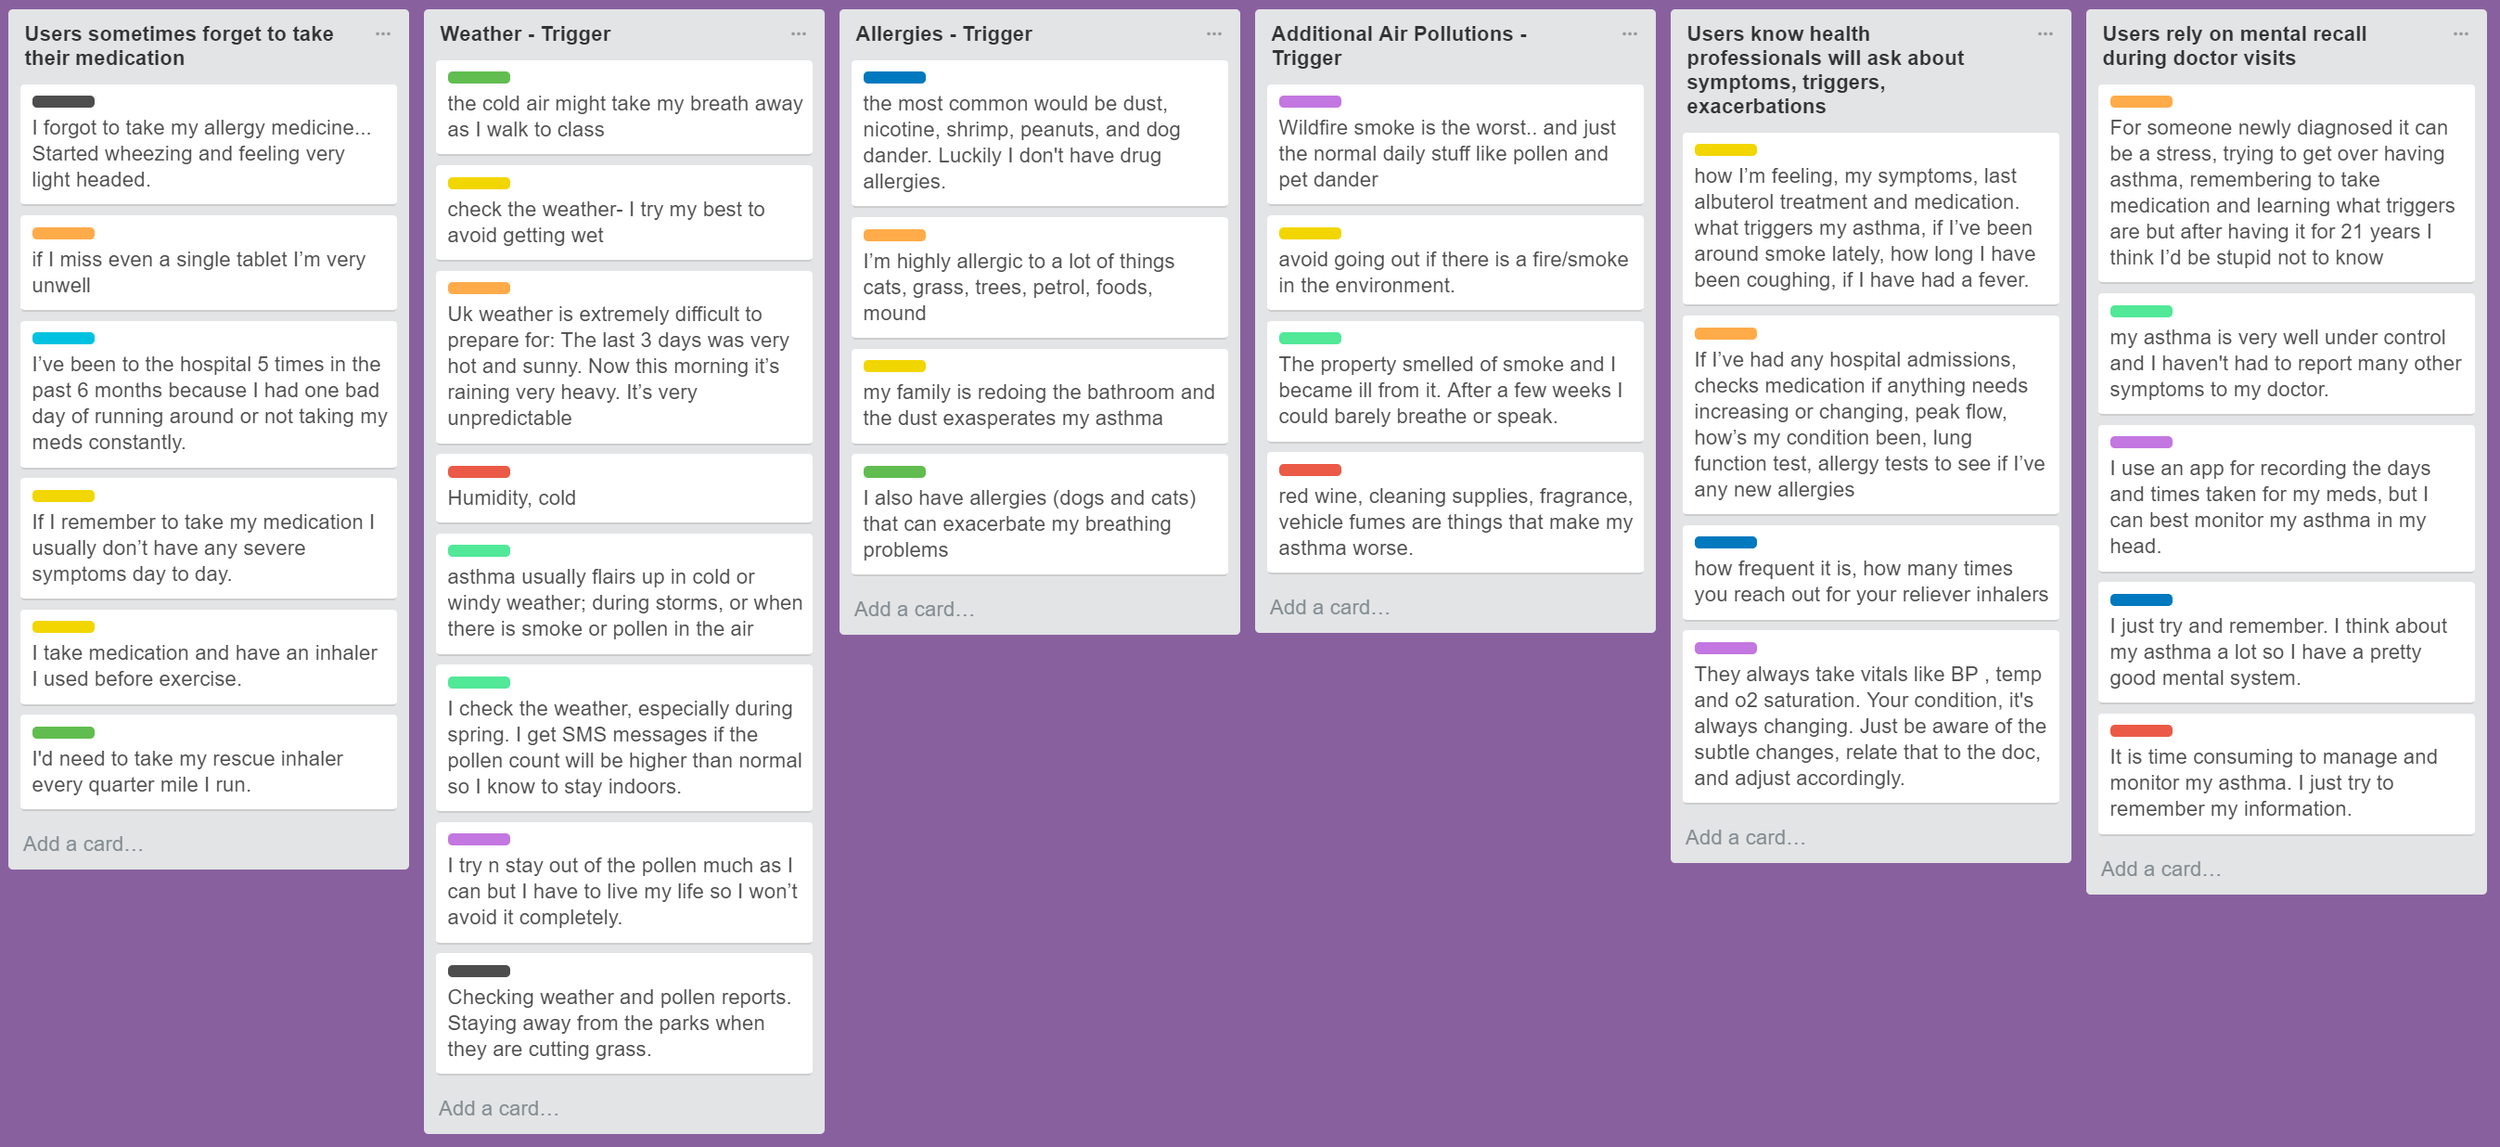 Users sometimes forget to take
their medication
I forgot to take my allergy medicine...
Started wheezing and feeling very
light headed.
if I miss even a single tablet I’m very
unwell
I’ve been to the hospital 5 times in the
past 6 months because I had one bad
day of running around or not taking my
meds constantly.
If I remember to take my medication I
usually don’t have any severe
symptoms day to day.
I take medication and have an inhaler
I used before exercise.
I'd need to take my rescue inhaler
every quarter mile I run.
Add a card…
Weather - Trigger
the cold air might take my breath away
as I walk to class
check the weather- I try my best to
avoid getting wet
Uk weather is extremely difficult to
prepare for: The last 3 days was very
hot and sunny. Now this morning it’s
raining very heavy. It’s very
unpredictable
Humidity, cold
asthma usually flairs up in cold or
windy weather; during storms, or when
there is smoke or pollen in the air
I check the weather, especially during
spring. I get SMS messages if the
pollen count will be higher than normal
so I know to stay indoors.
I try n stay out of the pollen much as I
can but I have to live my life so I won’t
avoid it completely.
Checking weather and pollen reports.
Staying away from the parks when
they are cutting grass.
Add a card…
Allergies - Trigger
the most common would be dust,
nicotine, shrimp, peanuts, and dog
dander. Luckily I don't have drug
allergies.
I’m highly allergic to a lot of things
cats, grass, trees, petrol, foods,
mound
my family is redoing the bathroom and
the dust exasperates my asthma
I also have allergies (dogs and cats)
that can exacerbate my breathing
problems
Add a card…
Additional Air Pollutions -
Trigger
Wildfire smoke is the worst.. and just
the normal daily stuff like pollen and
pet dander
avoid going out if there is a fire/smoke
in the environment.
The property smelled of smoke and I
became ill from it. After a few weeks I
could barely breathe or speak.
red wine, cleaning supplies, fragrance,
vehicle fumes are things that make my
asthma worse.
Add a card…
Users know health
professionals will ask about
symptoms, triggers,
exacerbations
how I’m feeling, my symptoms, last
albuterol treatment and medication.
what triggers my asthma, if I’ve been
around smoke lately, how long I have
been coughing, if I have had a fever.
If I’ve had any hospital admissions,
checks medication if anything needs
increasing or changing, peak flow,
how’s my condition been, lung
function test, allergy tests to see if I’ve
any new allergies
how frequent it is, how many times
you reach out for your reliever inhalers
They always take vitals like BP , temp
and o2 saturation. Your condition, it's
always changing. Just be aware of the
subtle changes, relate that to the doc,
and adjust accordingly.
Add a card…
Users rely on mental recall
during doctor visits
For someone newly diagnosed it can
be a stress, trying to get over having
asthma, remembering to take
medication and learning what triggers
are but after having it for 21 years I
think I’d be stupid not to know
my asthma is very well under control
and I haven't had to report many other
symptoms to my doctor.
I use an app for recording the days
and times taken for my meds, but I
can best monitor my asthma in my
head.
I just try and remember. I think about
my asthma a lot so I have a pretty
good mental system.
It is time consuming to manage and
monitor my asthma. I just try to
remember my information.
Add a card…